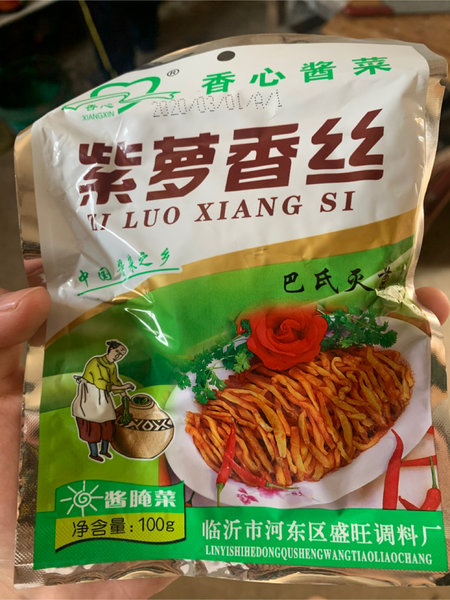 香心
XIANGXIN
®
香心酱菜
2020/03/01/A/1
紫萝香丝
ZI LUO XIANG SI
中国
之乡
巴氏灭
酱腌菜
净含量:100g
临沂市河东区盛旺调料厂
LINYISHIHEDONGQUSHENGWANGTIAOLIAOCHANG